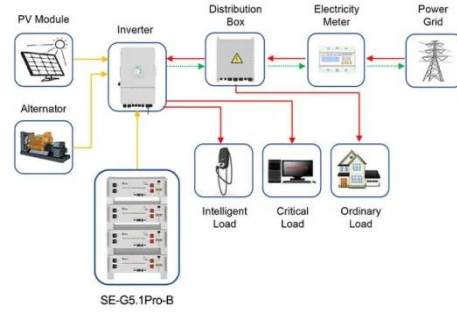 PV Module
Inverter
Distribution
Box
Electricity
Meter
Power
Grid
Alternator
Intelligent
Load
Critical
Load
Ordinary
Load
SE-G5.1Pro-B